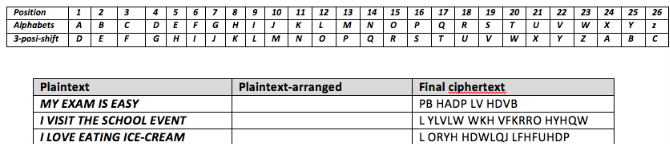 Position 1 2 3 4 5 6 7 8 9 10 11 12 13 14 15 16 17 18 19 20 21 22 23 24 25 26
Alphabets A B C D E F G H I J K L M N O P Q R S T U V W X Y z
3-posi-shift D E F G H I J K L M N O P Q R S T U V W X Y Z A B C
Plaintext Plaintext-arranged Final ciphertext
MY EXAM IS EASY PB HADP LV HDVB
I VISIT THE SCHOOL EVENT L YLVLW WKH VFKRRO HYHQW
I LOVE EATING ICE-CREAM L ORYH HDWLQJ LFHFUHDP